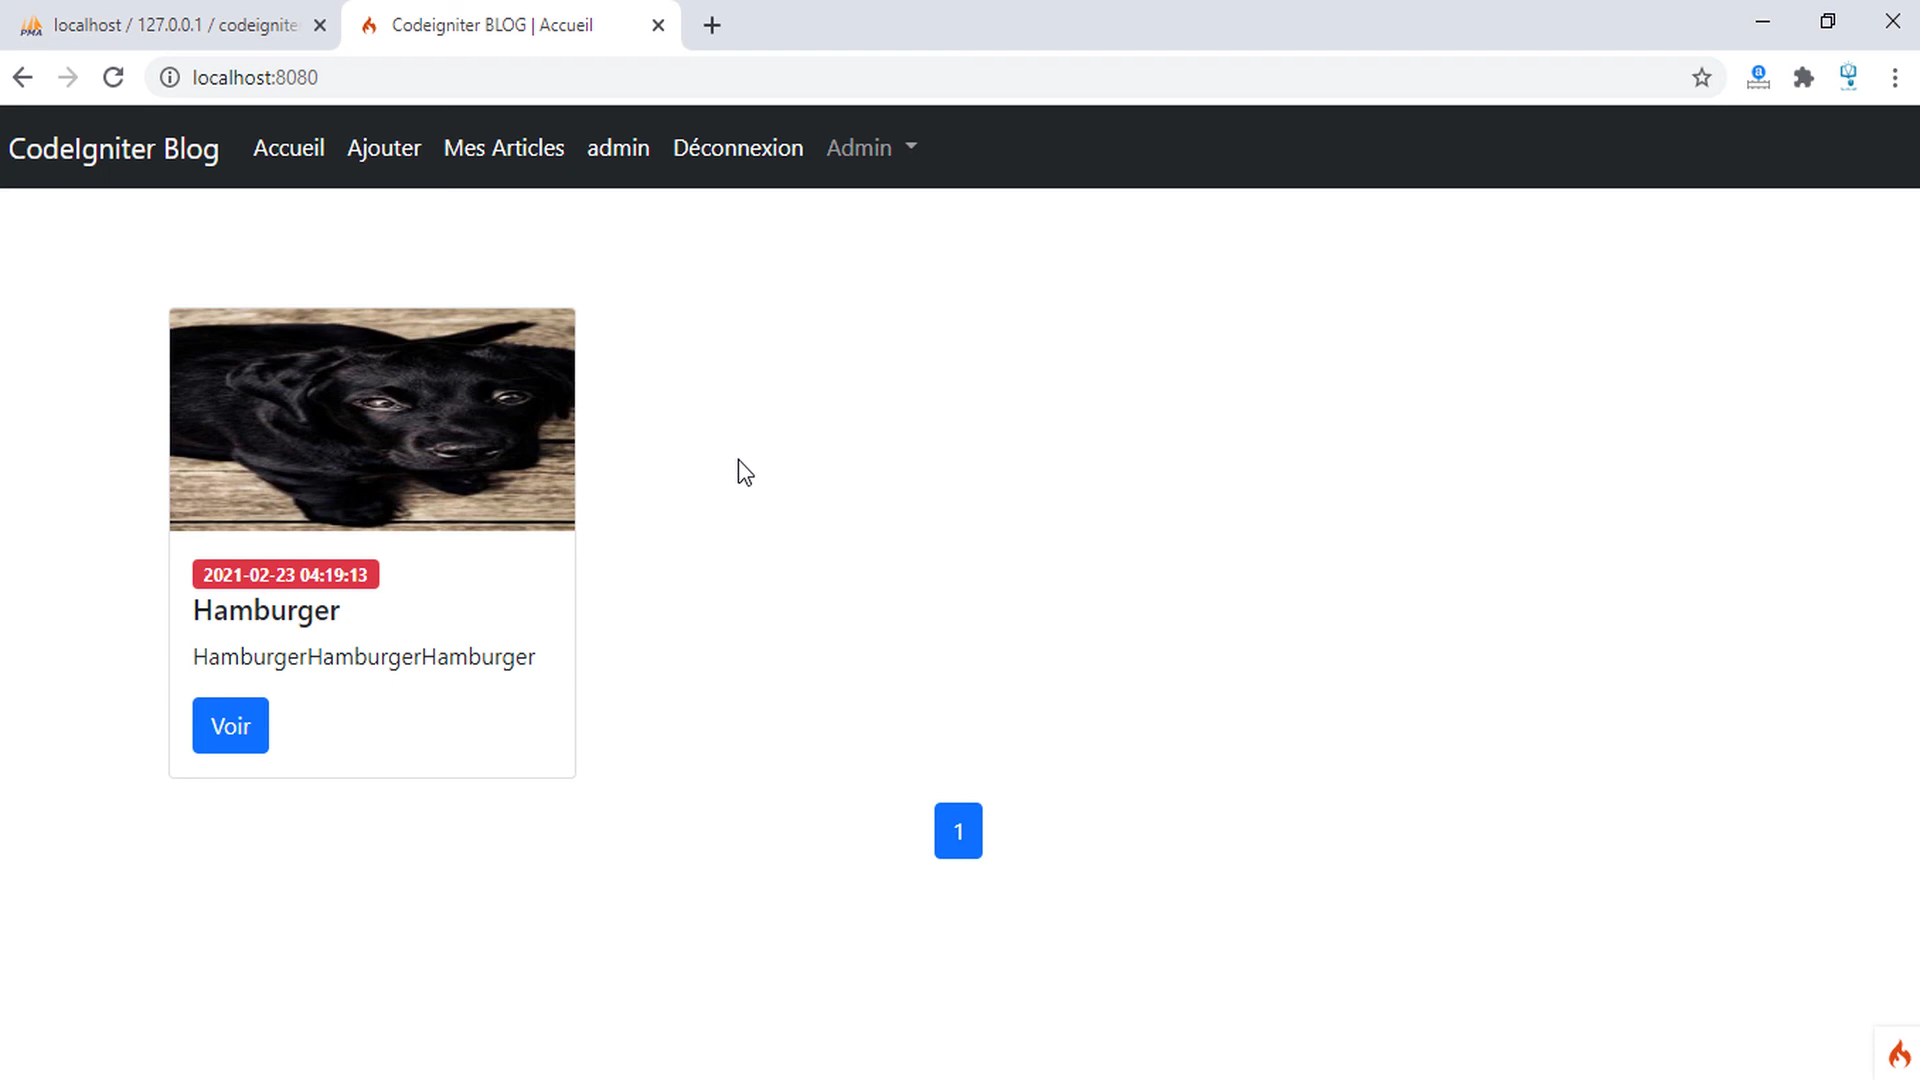 localhost / 127.0.0.1 / codeignite
Codeigniter BLOG | Accueil
localhost:8080
CodeIgniter Blog
Accueil
Ajouter
Mes Articles
admin
Déconnexion
Admin
2021-02-23 04:19:13
Hamburger
HamburgerHamburgerHamburger
Voir
1